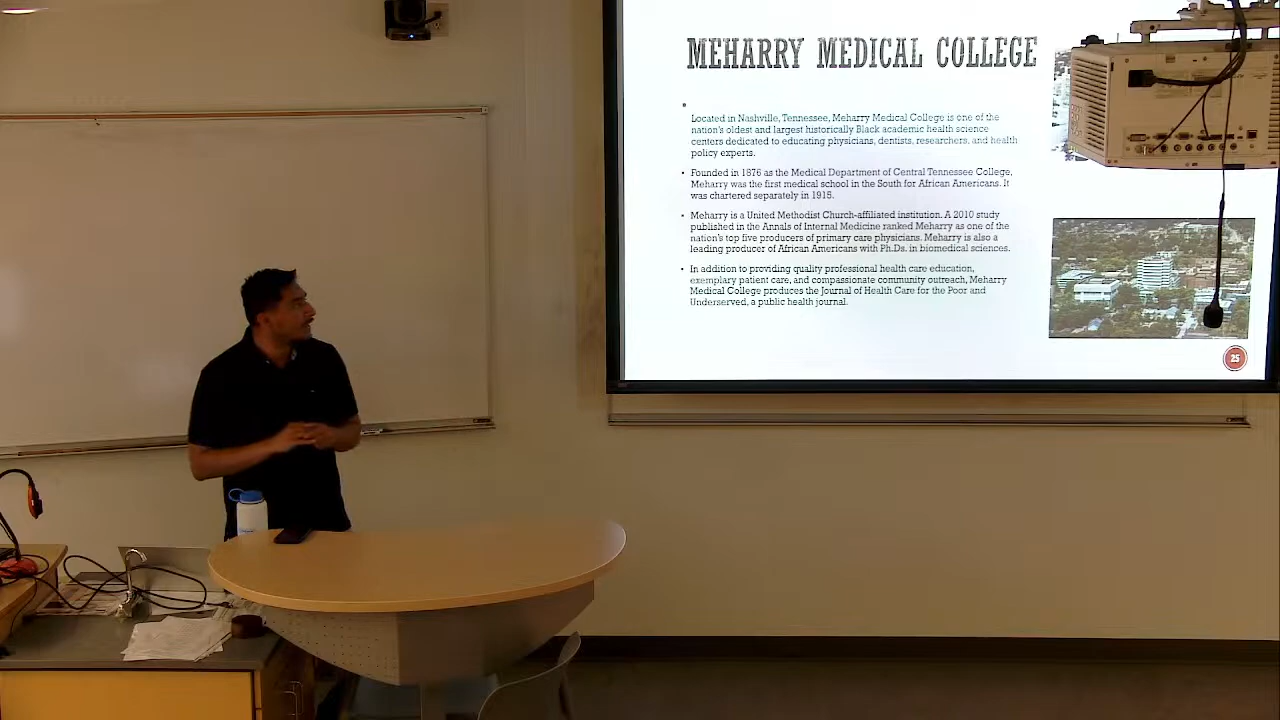 MEHARRY MEDICAL COLLEGE
Located in Nashville, Tennessee, Meharry Medical College is one of the
nation's oldest and largest historically Black academic health science
centers dedicated to educating physicians, dentists, researchers, and health
policy experts.
• Founded in 1876 as the Medical Department of Central Tennessee College,
Meharry was the first medical school in the South for African Americans. It
was chartered separately in 1915.
• Meharry is a United Methodist Church-affiliated institution. A 2010 study
published in the Annals of Internal Medicine ranked Meharry as one of the
nation's top five producers of primary care physicians. Meharry is also a
leading producer of African Americans with Ph.Ds. in biomedical sciences.
• In addition to providing quality professional health care education,
exemplary patient care, and compassionate community outreach, Meharry
Medical College produces the Journal of Health Care for the Poor and
Underserved, a public health journal.
25